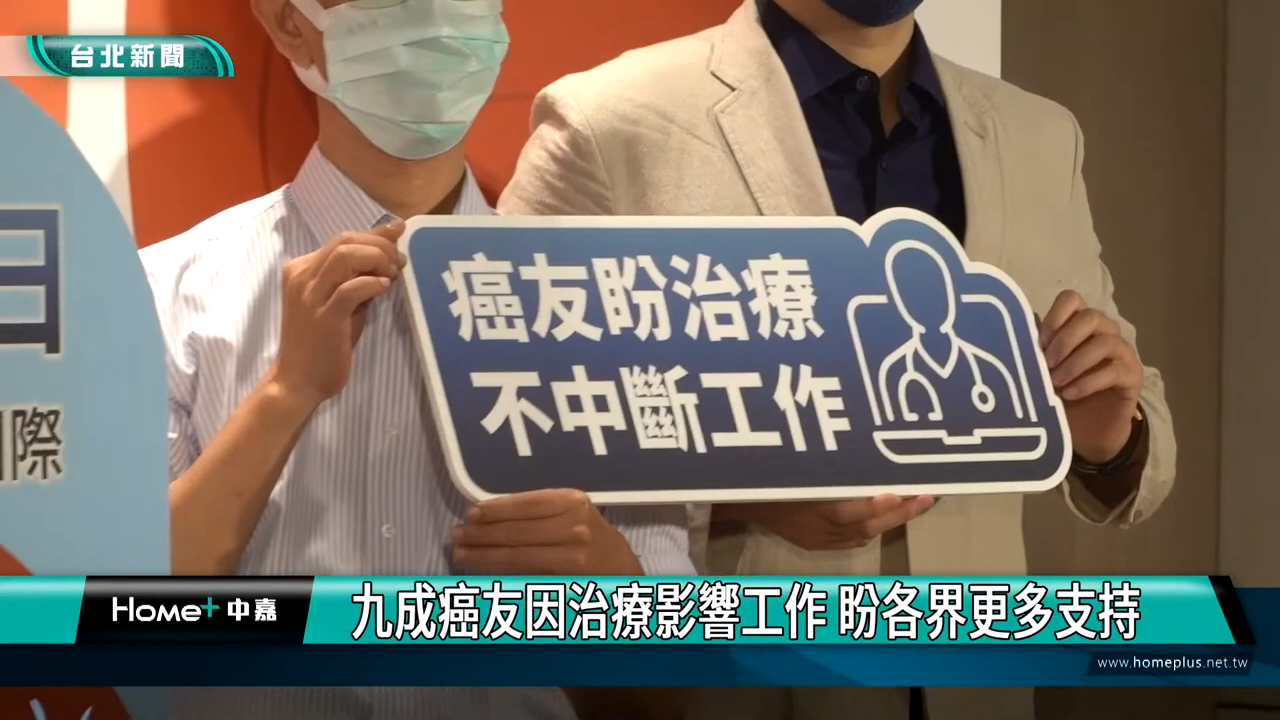 台北新聞
日
際
癌友盼治療
不中斷工作
Home+ 中嘉
九成癌友因治療影響工作 盼各界更多支持
www.homeplus.net.tw